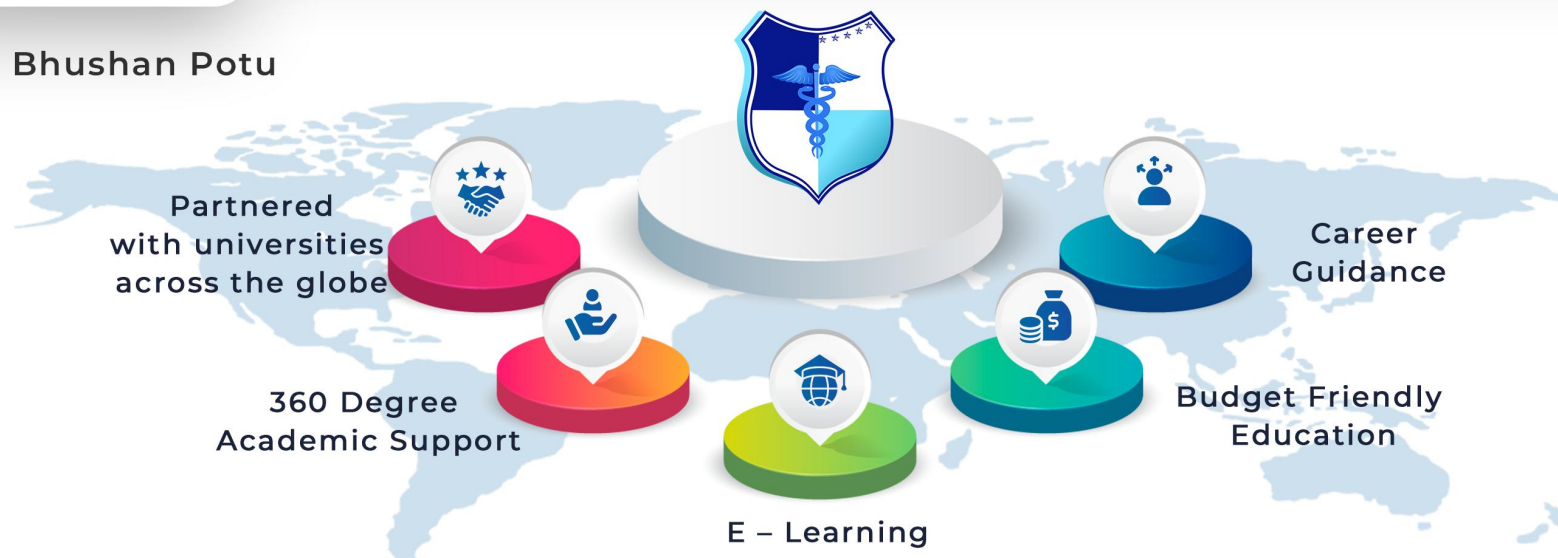 Bhushan Potu
Partnered
with universities
across the globe
360 Degree
Academic Support
E – Learning
Budget Friendly
Education
Career
Guidance
$